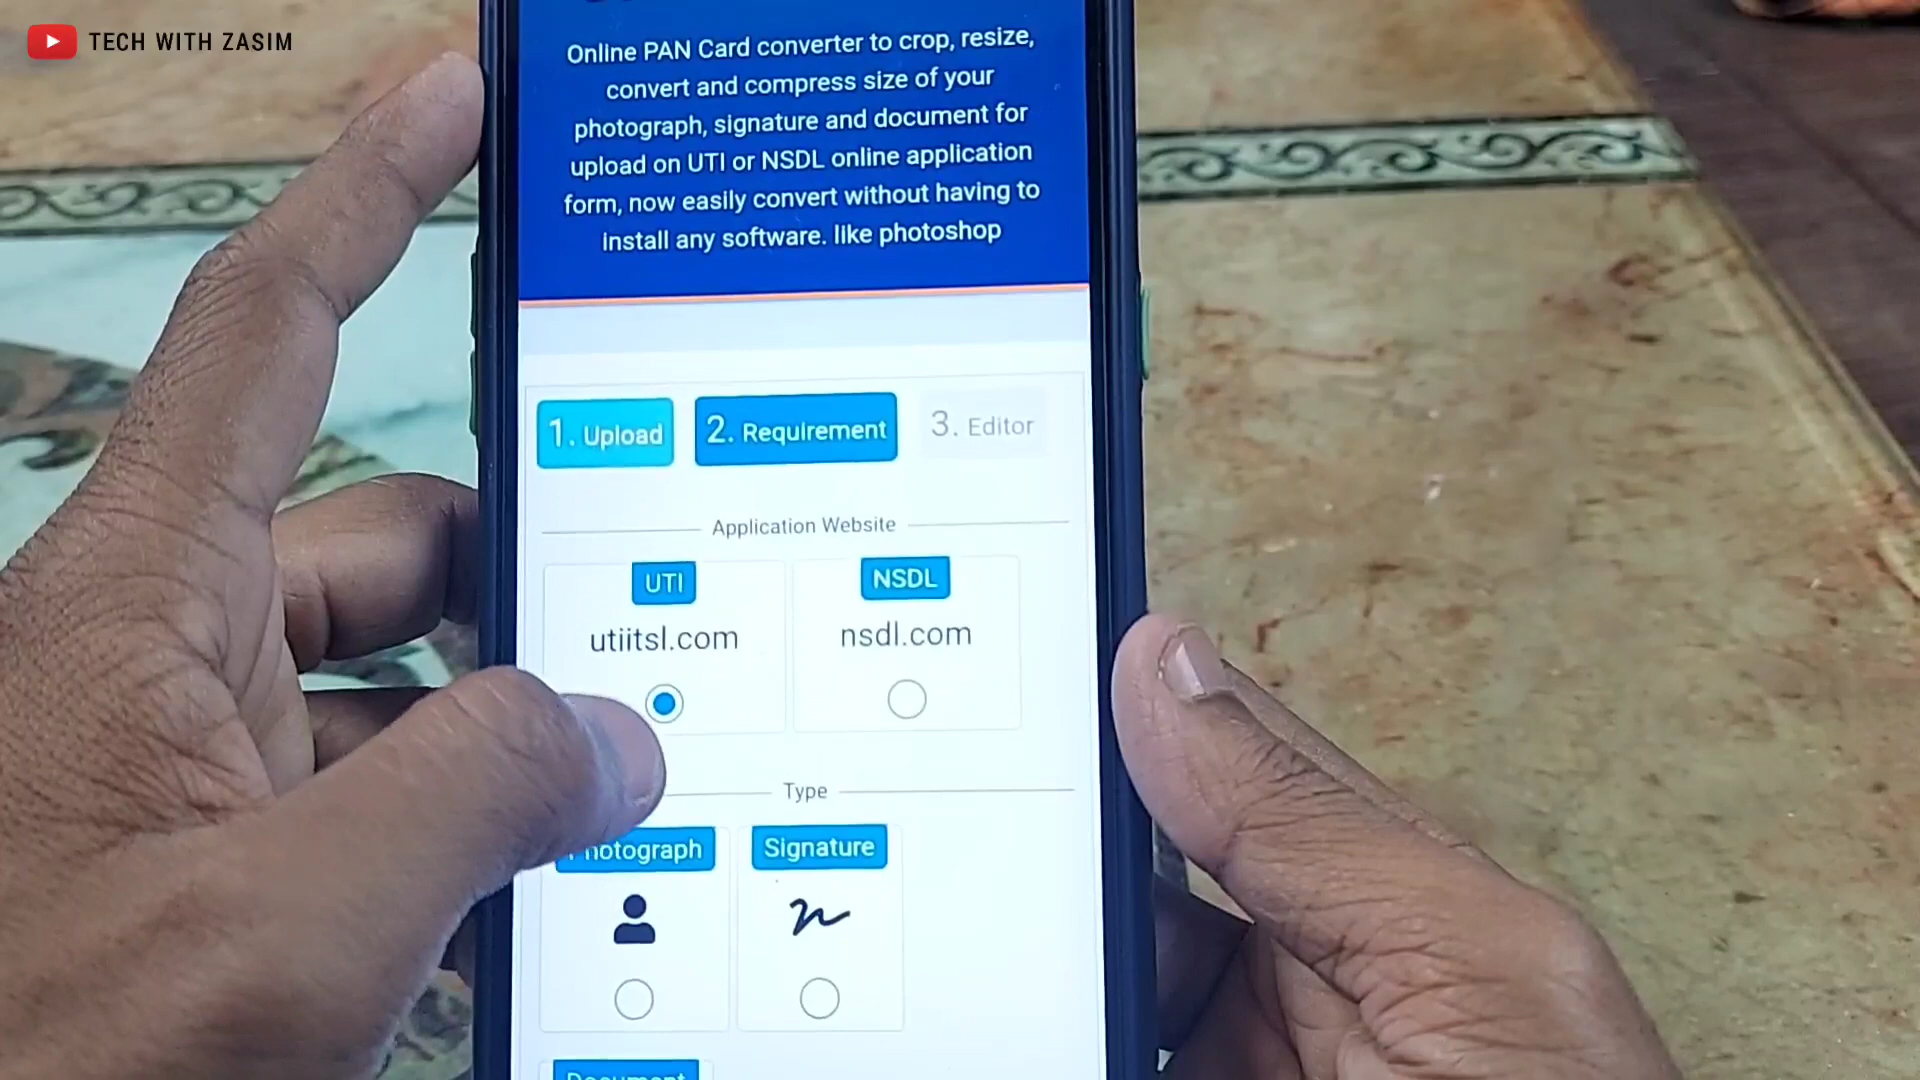 TECH WITH ZASIM
Online PAN Card converter to crop, resize,
convert and compress size of your
photograph, signature and document for
upload on UTI or NSDL online application
form, now easily convert without having to
install any software. like photoshop
1. Upload
2. Requirement
3. Editor
Application Website
UTI
NSDL
utiitsl.com
nsdl.com
Type
Photograph
Signature
Document